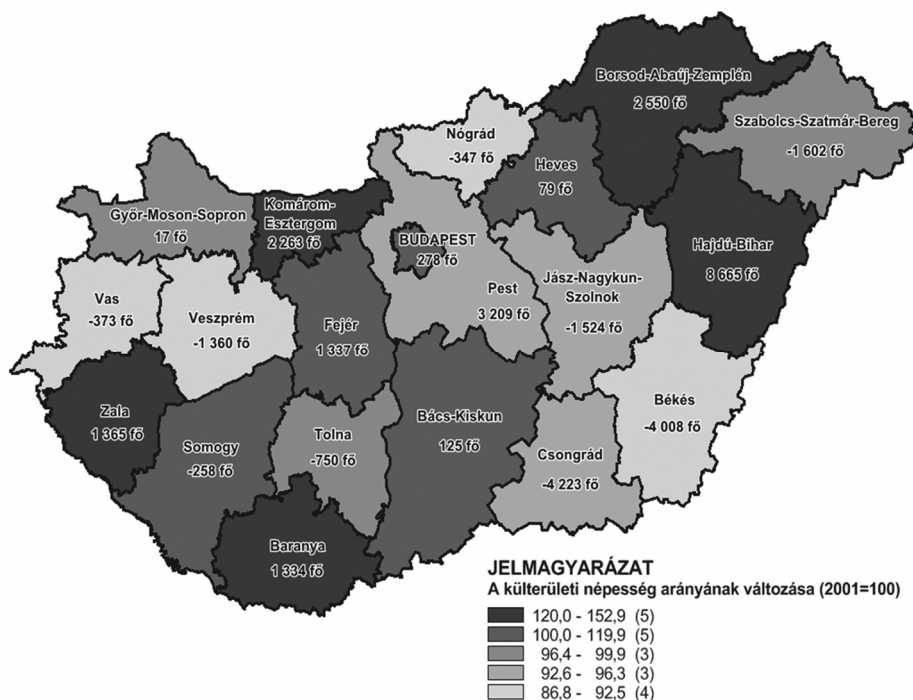 Borsod-Abaúj-Zemplén
2 550 fő
Szabolcs-Szatmár-Bereg
-1 602 fő
Nógrád
-347 fő
Heves
79 fő
Győr-Moson-Sopron
17 fő
Komárom-
Esztergom
2 263 fő
BUDAPEST
278 fő
Hajdú-Bihar
8 665 fő
Pest
3 209 fő
Jász-Nagykun-
Szolnok
-1 524 fő
Vas
-373 fő
Veszprém
-1 360 fő
Fejér
1 337 fő
Zala
1 365 fő
Somogy
-258 fő
Tolna
-750 fő
Bács-Kiskun
125 fő
Békés
-4 008 fő
Csongrád
-4 223 fő
Baranya
1 334 fő
JELMAGYARÁZAT
A külterületi népesség arányának változása (2001=100)
120,0 - 152,9 (5)
100,0 - 119,9 (5)
96,4 - 99,9 (3)
92,6 - 96,3 (3)
86,8 - 92,5 (4)